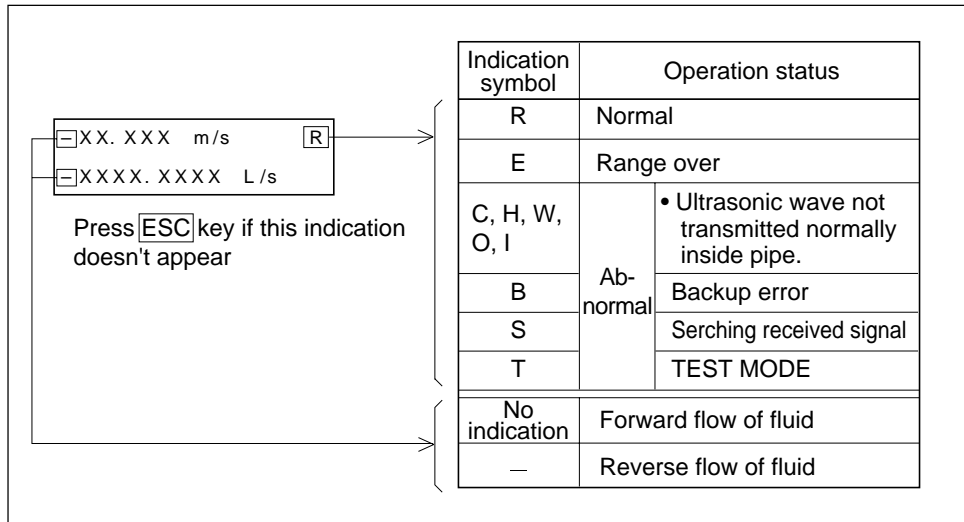 −XX. XXX m/s R
−XXXX. XXXX L/s
Press ESC key if this indication
doesn't appear
Indication
symbol
Operation status
R Normal
E Range over
C, H, W,
O, I
Ab-
normal
• Ultrasonic wave not
transmitted normally
inside pipe.
B Backup error
S Serching received signal
T TEST MODE
No
indication
Forward flow of fluid
— Reverse flow of fluid